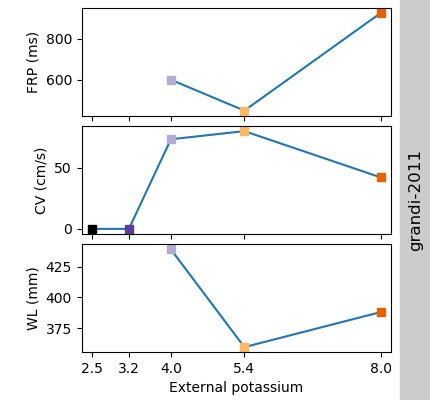 FRP (ms)
800
600
CV (cm/s)
50
0
WL (mm)
425
400
375
2.5 3.2 4.0 5.4 8.0
External potassium
grandi-2011